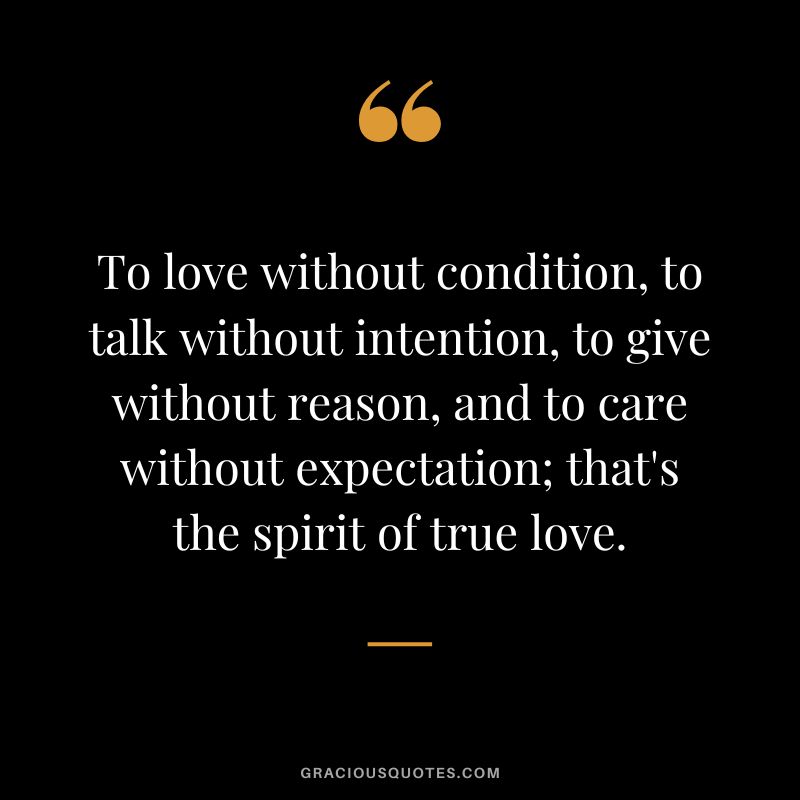 “
To love without condition, to
talk without intention, to give
without reason, and to care
without expectation; that's
the spirit of true love.
GRACIOUSQUOTES.COM